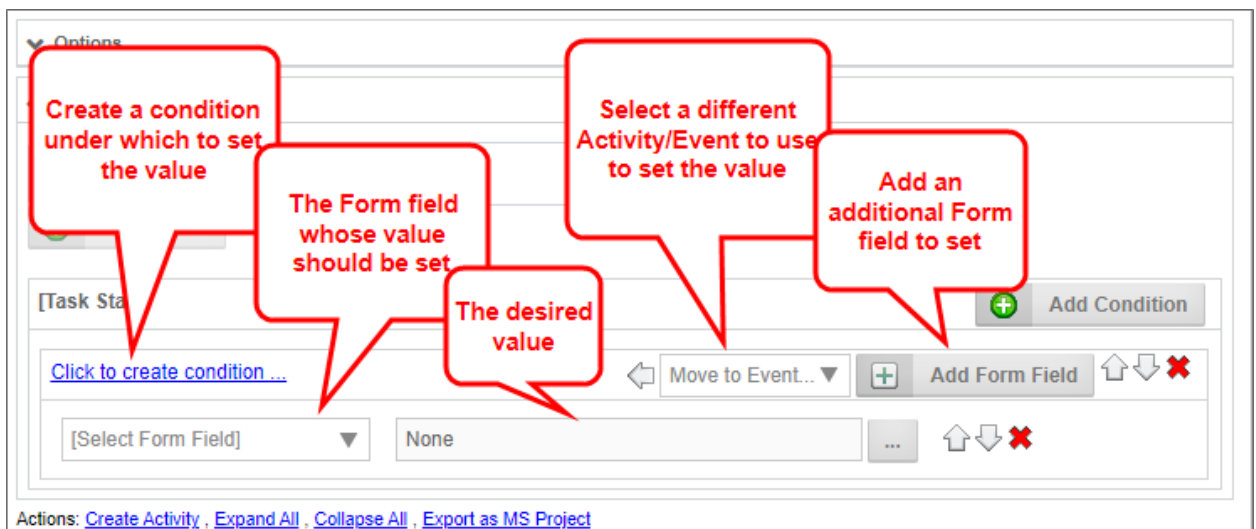 Options
Create a condition
under which to set
the value
Select a different
Activity/Event to use
to set the value
The Form field
whose value
should be set
Add an
additional Form
field to set
The desired
value
[Task Sta
Add Condition
Click to create condition ...
Move to Event...
Add Form Field
[Select Form Field]
None
...
Actions: Create Activity , Expand All , Collapse All , Export as MS Project